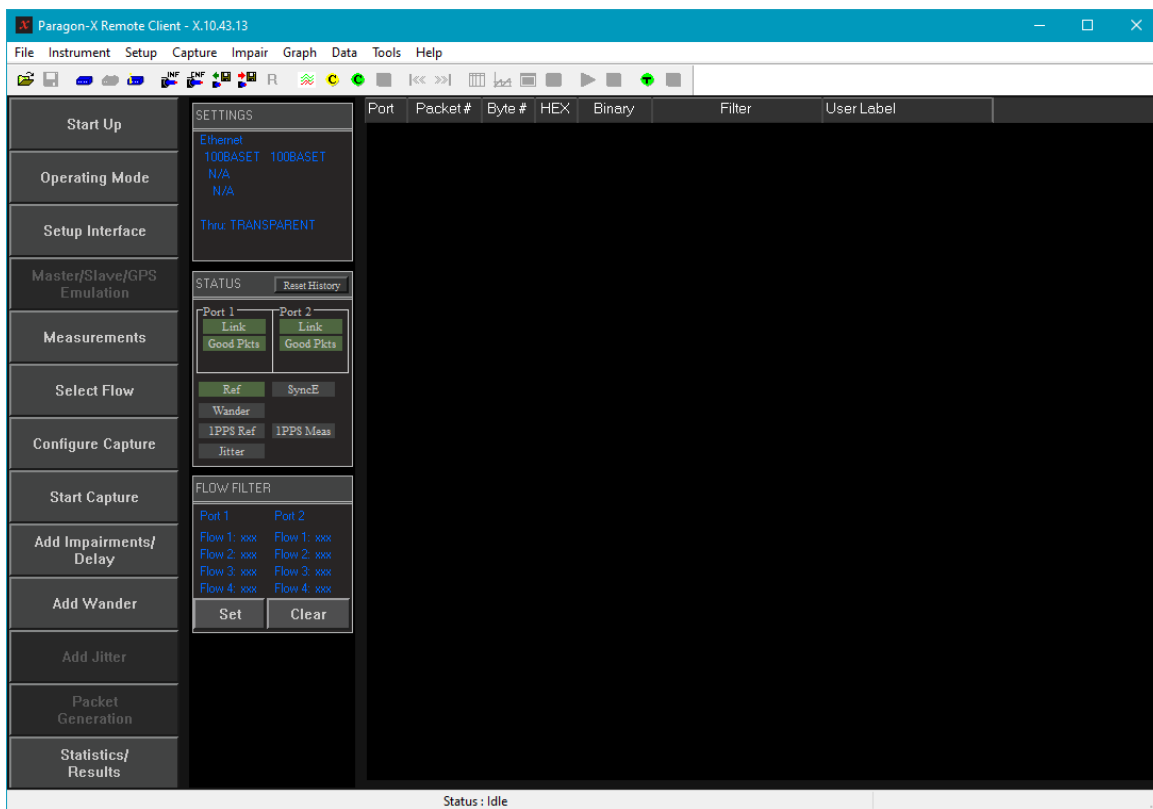 Paragon-X Remote Client - X.10.43.13
File Instrument Setup Capture Impair Graph Data Tools Help
INF CNF R C C T
Start Up
Operating Mode
Setup Interface
Master/Slave/GPS
Emulation
Measurements
Select Flow
Configure Capture
Start Capture
Add Impairments/
Delay
Add Wander
Add Jitter
Packet
Generation
Statistics/
Results
SETTINGS
Ethernet
100BASET 100BASET
N/A
N/A
Thru: TRANSPARENT
STATUS Reset History
Port 1 Port 2
Link Link
Good Pkts Good Pkts
Ref SyncE
Wander
1PPS Ref 1PPS Meas
Jitter
FLOW FILTER
Port 1 Port 2
Flow 1: xxx Flow 1: xxx
Flow 2: xxx Flow 2: xxx
Flow 3: xxx Flow 3: xxx
Flow 4: xxx Flow 4: xxx
Set Clear
Port Packet # Byte # HEX Binary Filter User Label
Status : Idle